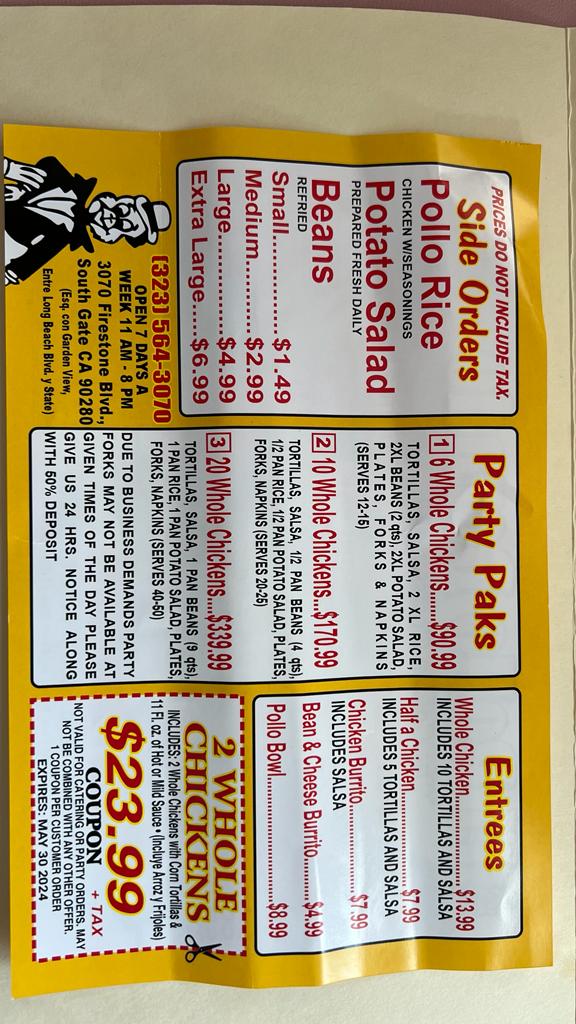 PRICES DO NOT INCLUDE TAX.
Side Orders
Pollo Rice
CHICKEN W/SEASONINGS
Potato Salad
PREPARED FRESH DAILY
Beans
REFRIED
Small............... $1.49
Medium........... $2.99
Large.............. $4.99
Extra Large..... $6.99
(323) 564-3070
OPEN 7 DAYS A
WEEK 11 AM - 8 PM
3070 Firestone Blvd.,
South Gate CA 90280
(Esq. con Garden View,
Entre Long Beach Blvd. y State)
Party Paks
1 6 Whole Chickens........$90.99
TORTILLAS, SALSA, 2 XL RICE,
2XL BEANS (2 qts), 2XL POTATO SALAD,
PLATES, FORKS & NAPKINS
(SERVES 12-15)
2 10 Whole Chickens...$170.99
TORTILLAS, SALSA, 1/2 PAN BEANS (4 qts),
1/2 PAN RICE, 1/2 PAN POTATO SALAD, PLATES,
FORKS, NAPKINS (SERVES 20-25)
3 20 Whole Chickens....$339.99
TORTILLAS, SALSA, 1 PAN BEANS (9 qts),
1 PAN RICE, 1 PAN POTATO SALAD, PLATES,
FORKS, NAPKINS (SERVES 40-50)
DUE TO BUSINESS DEMANDS PARTY
FORKS MAY NOT BE AVAILABLE AT
GIVEN TIMES OF THE DAY PLEASE
GIVE US 24 HRS. NOTICE ALONG
WITH 60% DEPOSIT
Entrees
Whole Chicken..................... $13.99
INCLUDES 10 TORTILLAS AND SALSA
Half a Chicken....................... $7.99
INCLUDES 5 TORTILLAS AND SALSA
Chicken Burrito..................... $7.99
INCLUDES SALSA
Bean & Cheese Burrito.......... $4.99
Pollo Bowl............................ $8.99
2 WHOLE
CHICKENS
INCLUDES: 2 Whole Chickens with Corn Tortillas &
11 Fl. oz. of Hot or Mild Sauce • (Incluye Arroz y Frijoles)
$23.99
+ TAX
COUPON
NOT VALID FOR CATERING OR PARTY ORDERS, MAY
NOT BE COMBINED WITH ANY OTHER OFFER.
1 COUPON PER CUSTOMER ORDER
EXPIRES: MAY 30 2024